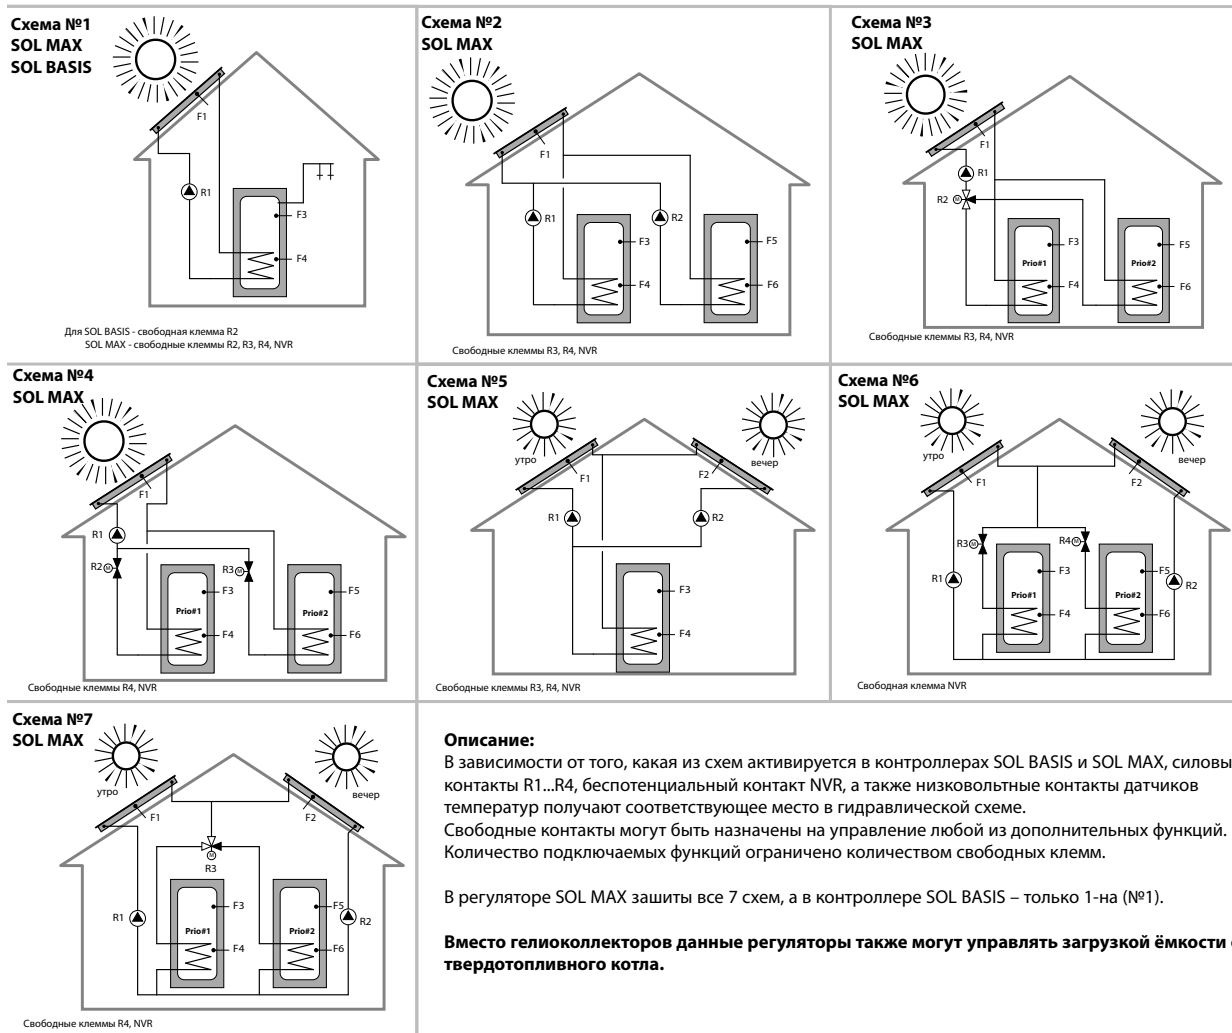 Схема №1
SOL MAX
SOL BASIS
F1
R1
F3
F4
Для SOL BASIS - свободная клемма R2
SOL MAX - свободные клеммы R2, R3, R4, NVR
Схема №2
SOL MAX
F1
R1
R2
F3
F5
F4
F6
Свободные клеммы R3, R4, NVR
Схема №3
SOL MAX
F1
R1
R2
M
F3
F5
Prio#1
Prio#2
F4
F6
Свободные клеммы R3, R4, NVR
Схема №4
SOL MAX
F1
R1
R2
M
R3
M
F3
F5
Prio#1
Prio#2
F4
F6
Свободные клеммы R4, NVR
Схема №5
SOL MAX
утро
вечер
F1
F2
R1
R2
F3
F4
Свободные клеммы R3, R4, NVR
Схема №6
SOL MAX
утро
вечер
F1
F2
R3
M
R4
M
R1
F3
F5
R2
Prio#1
Prio#2
F4
F6
Свободная клемма NVR
Схема №7
SOL MAX
утро
вечер
F1
F2
M
R3
F3
F5
R1
R2
Prio#1
Prio#2
F4
F6
Свободные клеммы R4, NVR
Описание:
В зависимости от того, какая из схем активируется в контроллерах SOL BASIS и SOL MAX, силовы
контакты R1...R4, беспотенциальный контакт NVR, а также низковольтные контакты датчиков
температур получают соответствующее место в гидравлической схеме.
Свободные контакты могут быть назначены на управление любой из дополнительных функций.
Количество подключаемых функций ограничено количеством свободных клемм.
В регуляторе SOL MAX зашиты все 7 схем, а в контроллере SOL BASIS – только 1-на (№1).
Вместо гелиоколлекторов данные регуляторы также могут управлять загрузкой ёмкости
твердотопливного котла.